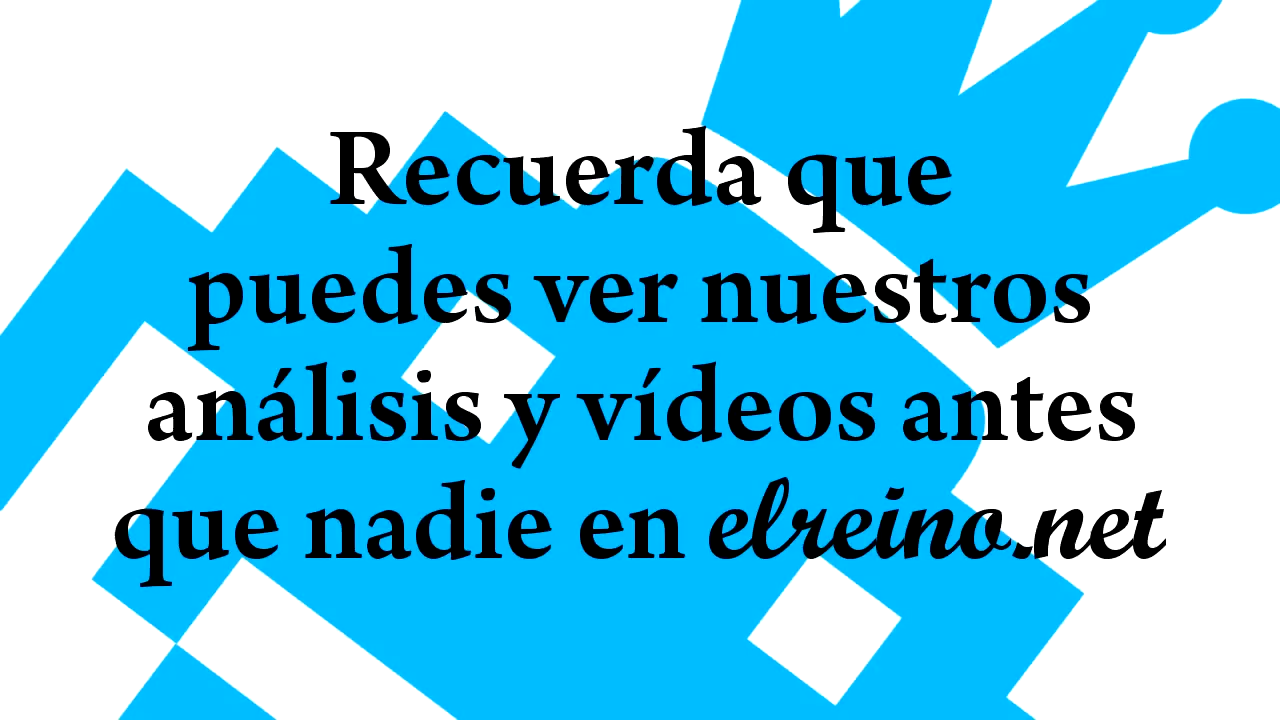 Recuerda que
puedes ver nuestros
análisis y vídeos antes
que nadie en elreino.net